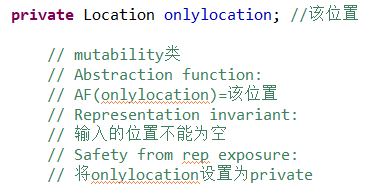 private Location onlylocation; //该位置
// mutability类
// Abstraction function:
// AF(onlylocation)=该位置
// Representation invariant:
// 输入的位置不能为空
// Safety from rep exposure:
// 将onlylocation设置为private